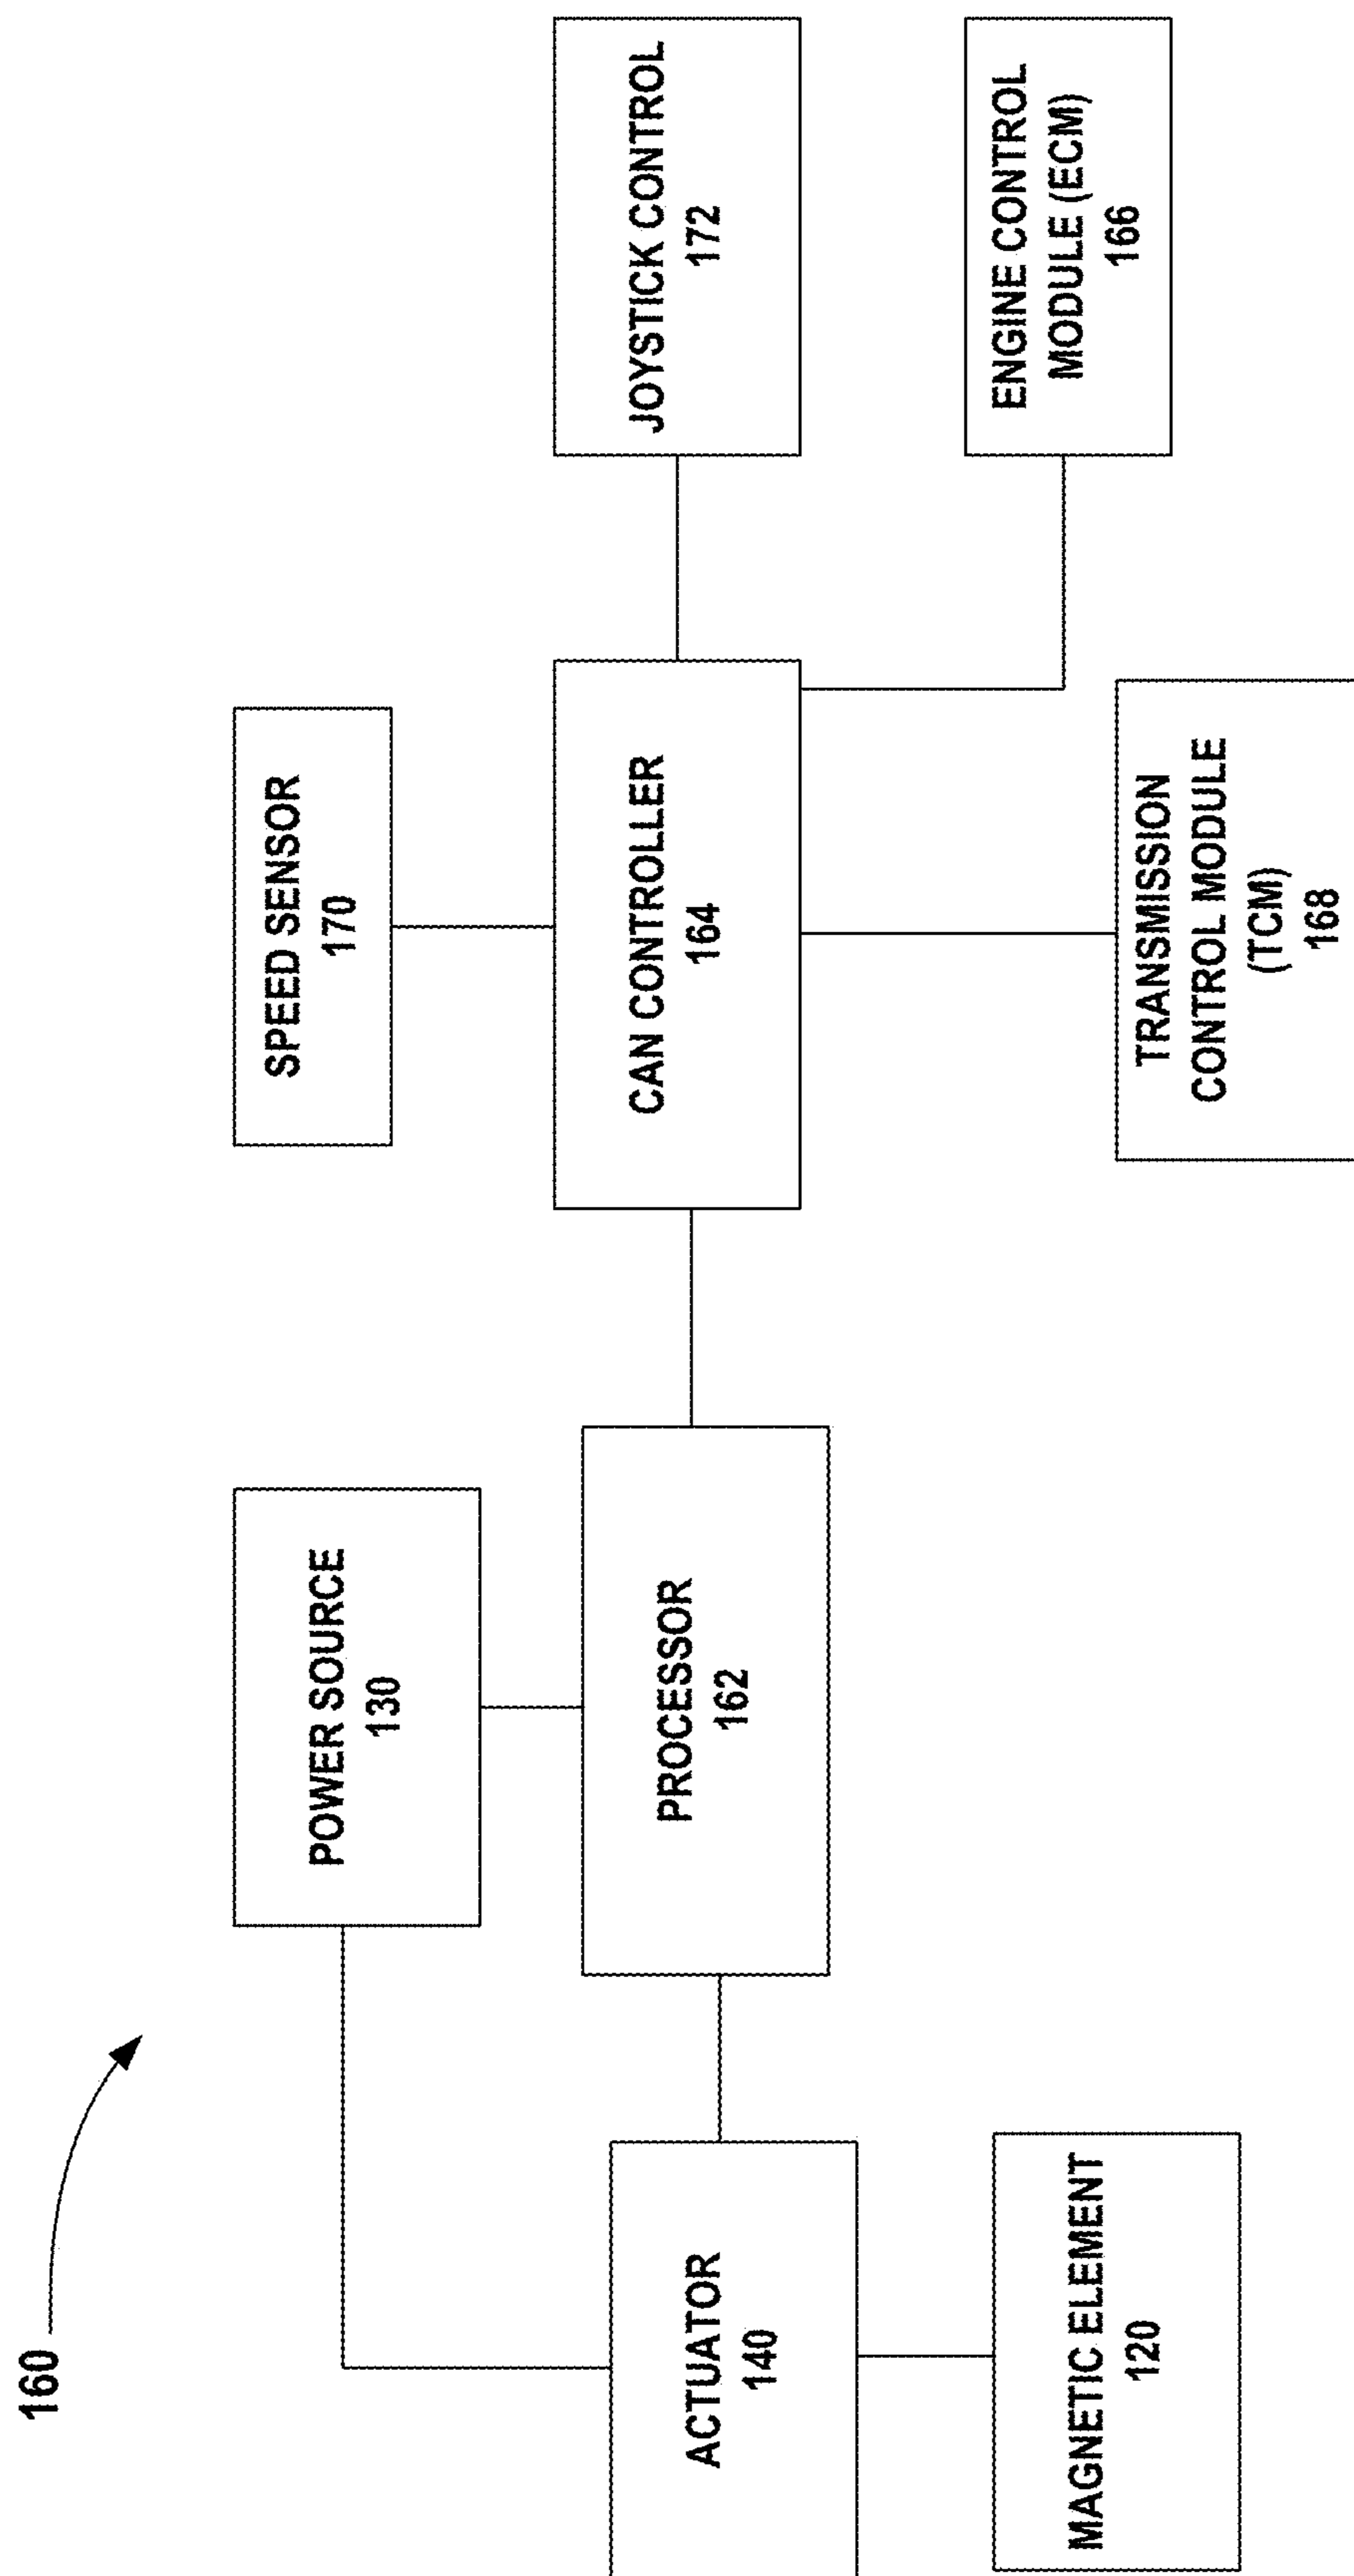 160
POWER SOURCE
130
SPEED SENSOR
170
ACTUATOR
140
PROCESSOR
162
CAN CONTROLLER
164
JOYSTICK CONTROL
172
MAGNETIC ELEMENT
120
TRANSMISSION
CONTROL MODULE
(TCM)
168
ENGINE CONTROL
MODULE (ECM)
166